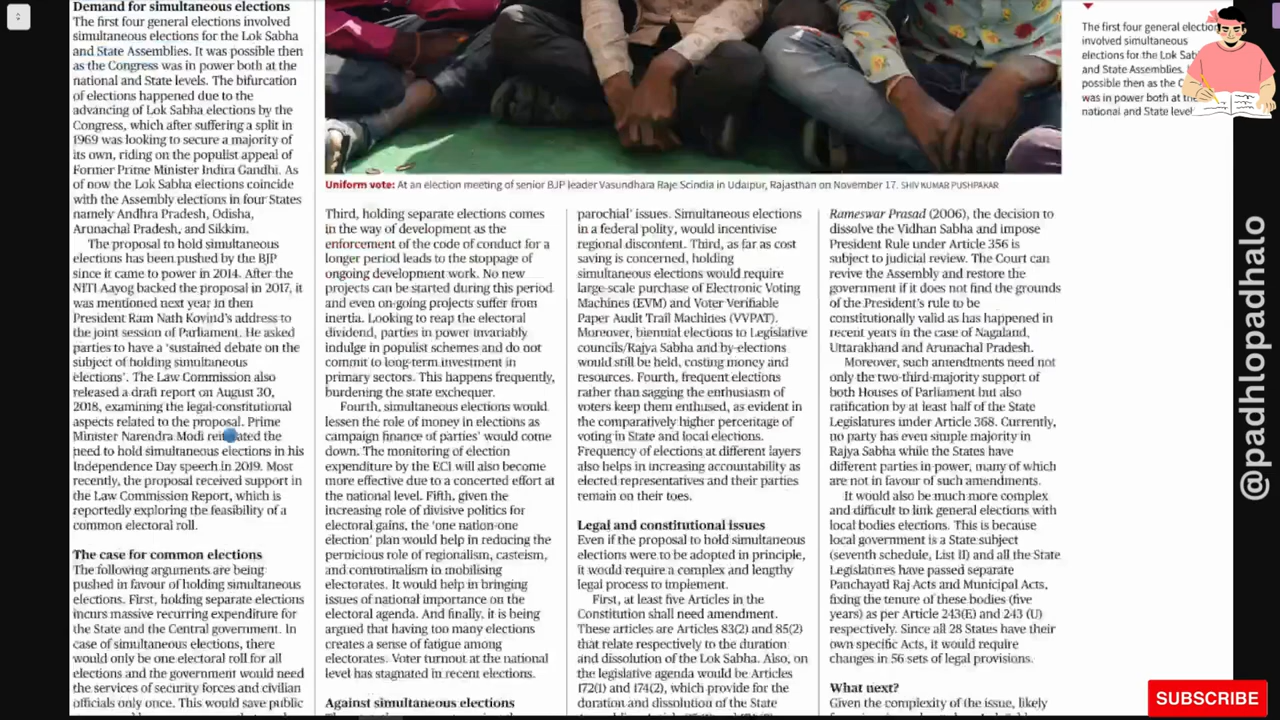 Demand for simultaneous elections
The first four general elections involved
simultaneous elections for the Lok Sabha
and State Assemblies. It was possible then
as the Congress was in power both at the
national and State levels. The bifurcation
of elections happened due to the
advancing of Lok Sabha elections by the
Congress, which after suffering a split in
1969 was looking to secure a majority of
its own, riding on the populist appeal of
Former Prime Minister Indira Gandhi. As
of now the Lok Sabha elections coincide
with the Assembly elections in four States
namely Andhra Pradesh, Odisha,
Arunachal Pradesh, and Sikkim.
The proposal to hold simultaneous
elections has been pushed by the BJP
since it came to power in 2014. After the
NITI Aayog backed the proposal in 2017, it
was mentioned next year in then
President Ram Nath Kovind's address to
the joint session of Parliament. He asked
parties to have a 'sustained debate on the
subject of holding simultaneous
elections'. The Law Commission also
released a draft report on August 30,
2018, examining the legal-constitutional
aspects related to the proposal. Prime
Minister Narendra Modi the
need to hold simultaneous elections in his
Independence Day speech in 2019. Most
recently, the proposal received support in
the Law Commission Report, which is
reportedly exploring the feasibility of a
common electoral roll.
The case for common elections
The following arguments are being
pushed in favour of holding simultaneous
elections. First, holding separate elections
incurs massive recurring expenditure for
the State and the Central government. In
case of simultaneous elections, there
would only be one electoral roll for all
elections and the government would need
the services of security forces and civilian
officials only once. This would save public
Uniform vote: At an election meeting of senior BJP leader Vasundhara Raje Scindia in Udaipur, Rajasthan on November 17. SHIV KUMAR PUSHPAKAR
Third, holding separate elections comes
in the way of development as the
enforcement of the code of conduct for a
longer period leads to the stoppage of
ongoing development work. No new
projects can be started during this period
and even on-going projects suffer from
inertia. Looking to reap the electoral
dividend, parties in power invariably
indulge in populist schemes and do not
commit to long-term investment in
primary sectors. This happens frequently,
burdening the state exchequer.
Fourth, simultaneous elections would
lessen the role of money in elections as
campaign finance of parties' would come
down. The monitoring of election
expenditure by the ECI will also become
more effective due to a concerted effort at
the national level. Fifth, given the
increasing role of divisive politics for
electoral gains, the 'one nation-one
election' plan would help in reducing the
pernicious role of regionalism, casteism,
and communalism in mobilising
electorates. It would help in bringing
issues of national importance on the
electoral agenda. And finally, it is being
argued that having too many elections
creates a sense of fatigue among
electorates. Voter turnout at the national
level has stagnated in recent elections.
Against simultaneous elections
parochial' issues. Simultaneous elections
in a federal polity, would incentivise
regional discontent. Third, as far as cost
saving is concerned, holding
simultaneous elections would require
large-scale purchase of Electronic Voting
Machines (EVM) and Voter Verifiable
Paper Audit Trail Machines (VVPAT).
Moreover, biennial elections to Legislative
councils/Rajya Sabha and by-elections
would still be held, costing money and
resources. Fourth, frequent elections
rather than sagging the enthusiasm of
voters keep them enthused, as evident in
the comparatively higher percentage of
voting in State and local elections.
Frequency of elections at different layers
also helps in increasing accountability as
elected representatives and their parties
remain on their toes.
Legal and constitutional issues
Even if the proposal to hold simultaneous
elections were to be adopted in principle,
it would require a complex and lengthy
legal process to implement.
First, at least five Articles in the
Constitution shall need amendment.
These articles are Articles 83(2) and 85(2)
that relate respectively to the duration
and dissolution of the Lok Sabha. Also, on
the legislative agenda would be Articles
172(1) and 174(2), which provide for the
duration and dissolution of the State
Rameswar Prasad (2006), the decision to
dissolve the Vidhan Sabha and impose
President Rule under Article 356 is
subject to judicial review. The Court can
revive the Assembly and restore the
government if it does not find the grounds
of the President's rule to be
constitutionally valid as has happened in
recent years in the case of Nagaland,
Uttarakhand and Arunachal Pradesh.
Moreover, such amendments need not
only the two-third-majority support of
both Houses of Parliament but also
ratification by at least half of the State
Legislatures under Article 368. Currently,
no party has even simple majority in
Rajya Sabha while the States have
different parties in power, many of which
are not in favour of such amendments.
It would also be much more complex
and difficult to link general elections with
local bodies elections. This is because
local government is a State subject
(seventh schedule, List II) and all the State
Legislatures have passed separate
Panchayati Raj Acts and Municipal Acts,
fixing the tenure of these bodies (five
years) as per Article 243(E) and 243 (U)
respectively. Since all 28 States have their
own specific Acts, it would require
changes in 56 sets of legal provisions.
What next?
Given the complexity of the issue, likely
The first four general election
involved simultaneous
elections for the Lok
and State Assemblies.
possible then as the
was in power both at
national and State
@padhlopadhalo
SUBSCRIBE